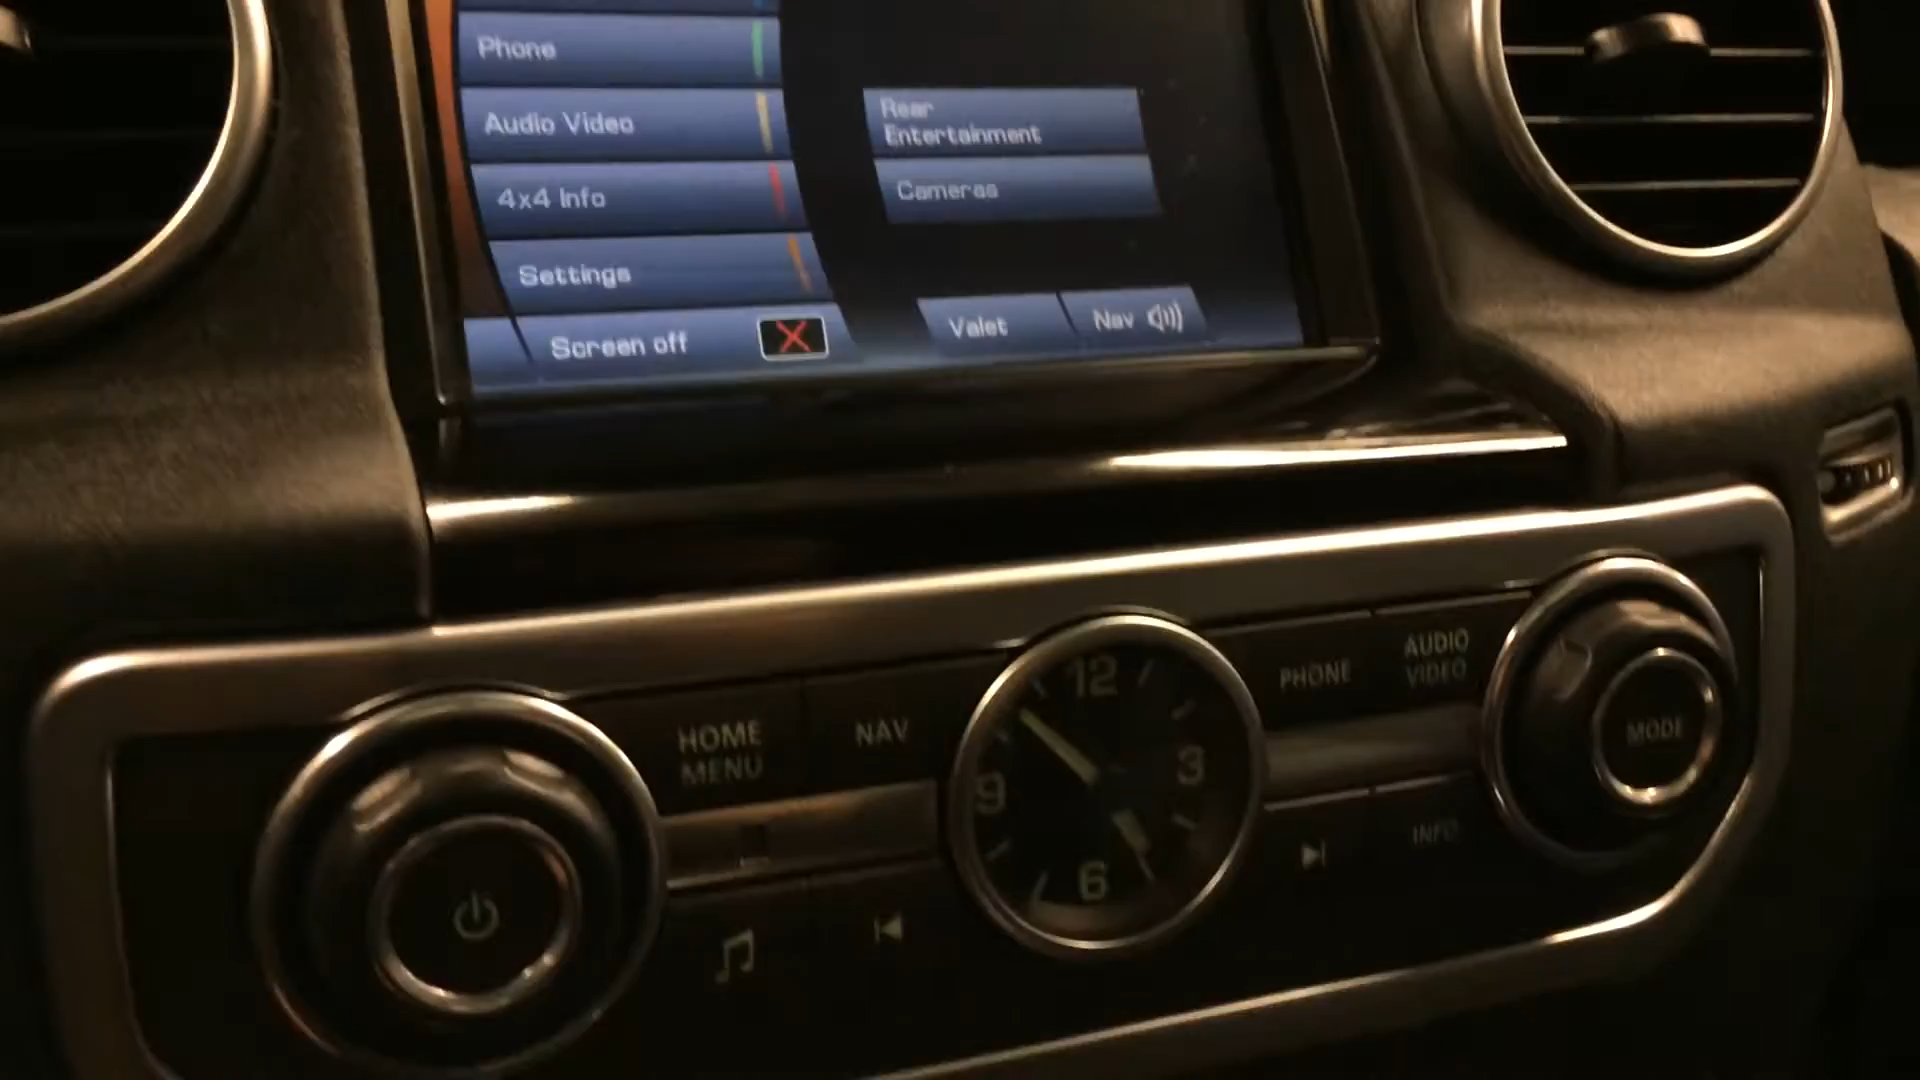 Phone
Audio Video
4x4 Info
Settings
Screen off
Rear
Entertainment
Cameras
Valet
Nav
HOME
MENU
NAV
12
3
6
9
PHONE
AUDIO
VIDEO
MODE
INFO